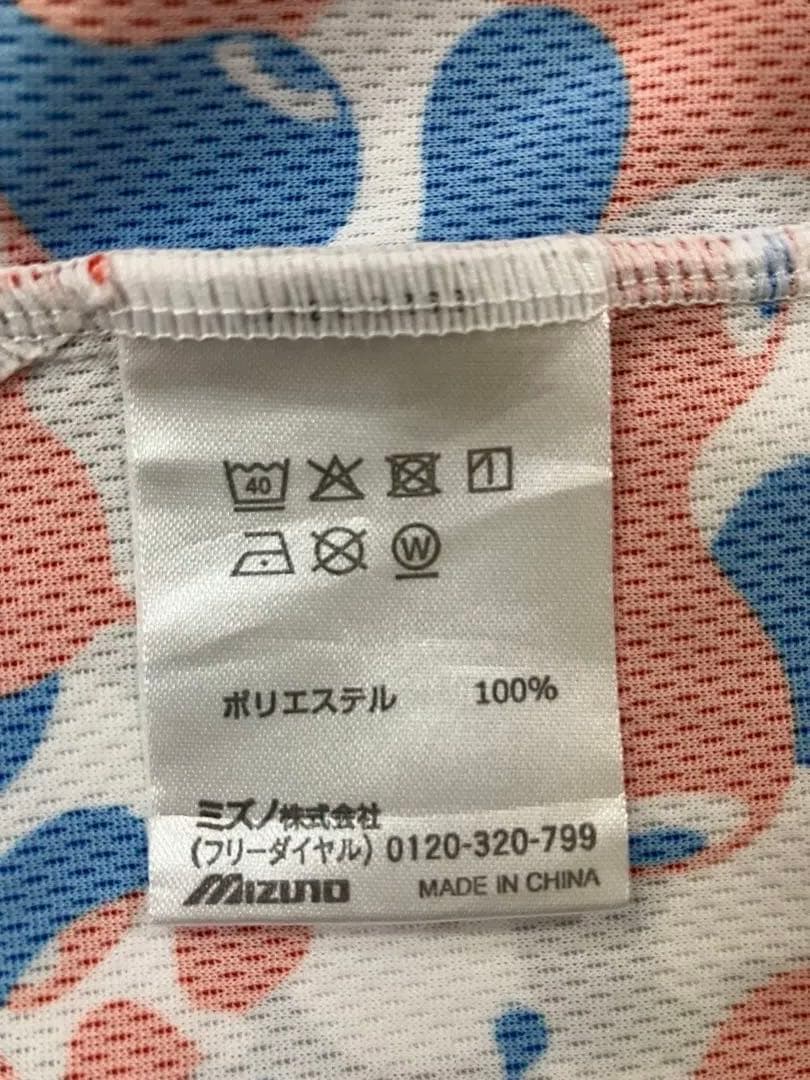 40
W
ポリエステル 100%
ミズノ株式会社
(フリーダイヤル) 0120-320-799
Mizuno MADE IN CHINA